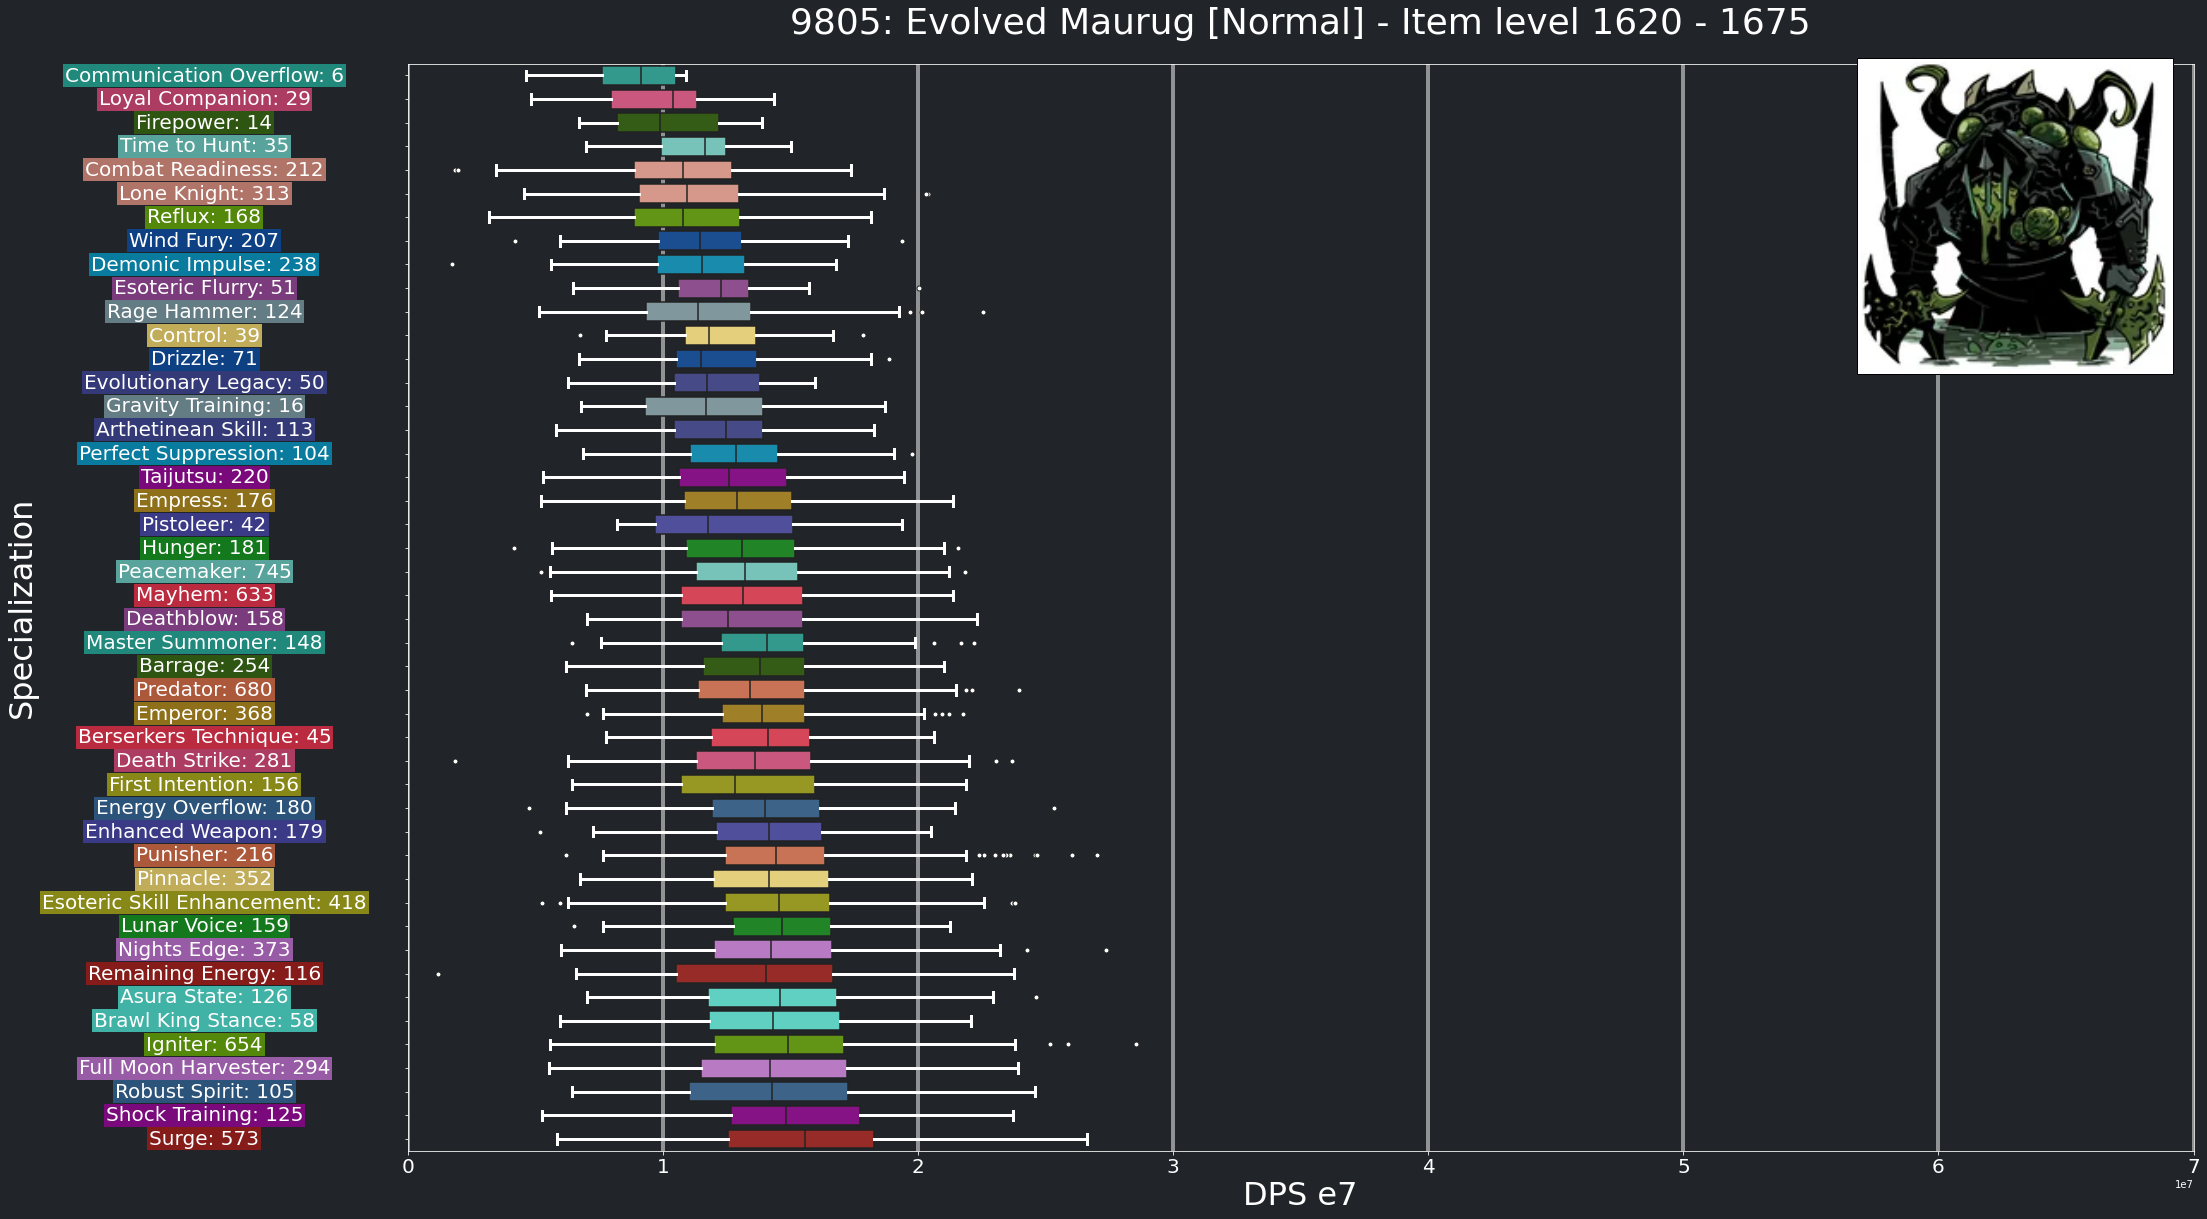 9805: Evolved Maurug [Normal] - Item level 1620 - 1675
Communication Overflow: 6
Loyal Companion: 29
Firepower: 14
Time to Hunt: 35
Combat Readiness: 212
Lone Knight: 313
Reflux: 168
Wind Fury: 207
Demonic Impulse: 238
Esoteric Flurry: 51
Rage Hammer: 124
Control: 39
Drizzle: 71
Evolutionary Legacy: 50
Gravity Training: 16
Arthetinean Skill: 113
Perfect Suppression: 104
Taijutsu: 220
Empress: 176
Pistoleer: 42
Hunger: 181
Peacemaker: 745
Mayhem: 633
Deathblow: 158
Master Summoner: 148
Barrage: 254
Predator: 680
Emperor: 368
Berserkers Technique: 45
Death Strike: 281
First Intention: 156
Energy Overflow: 180
Enhanced Weapon: 179
Punisher: 216
Pinnacle: 352
Esoteric Skill Enhancement: 418
Lunar Voice: 159
Nights Edge: 373
Remaining Energy: 116
Asura State: 126
Brawl King Stance: 58
Igniter: 654
Full Moon Harvester: 294
Robust Spirit: 105
Shock Training: 125
Surge: 573
Specialization
0 1 2 3 4 5 6 7
1e7
DPS e7